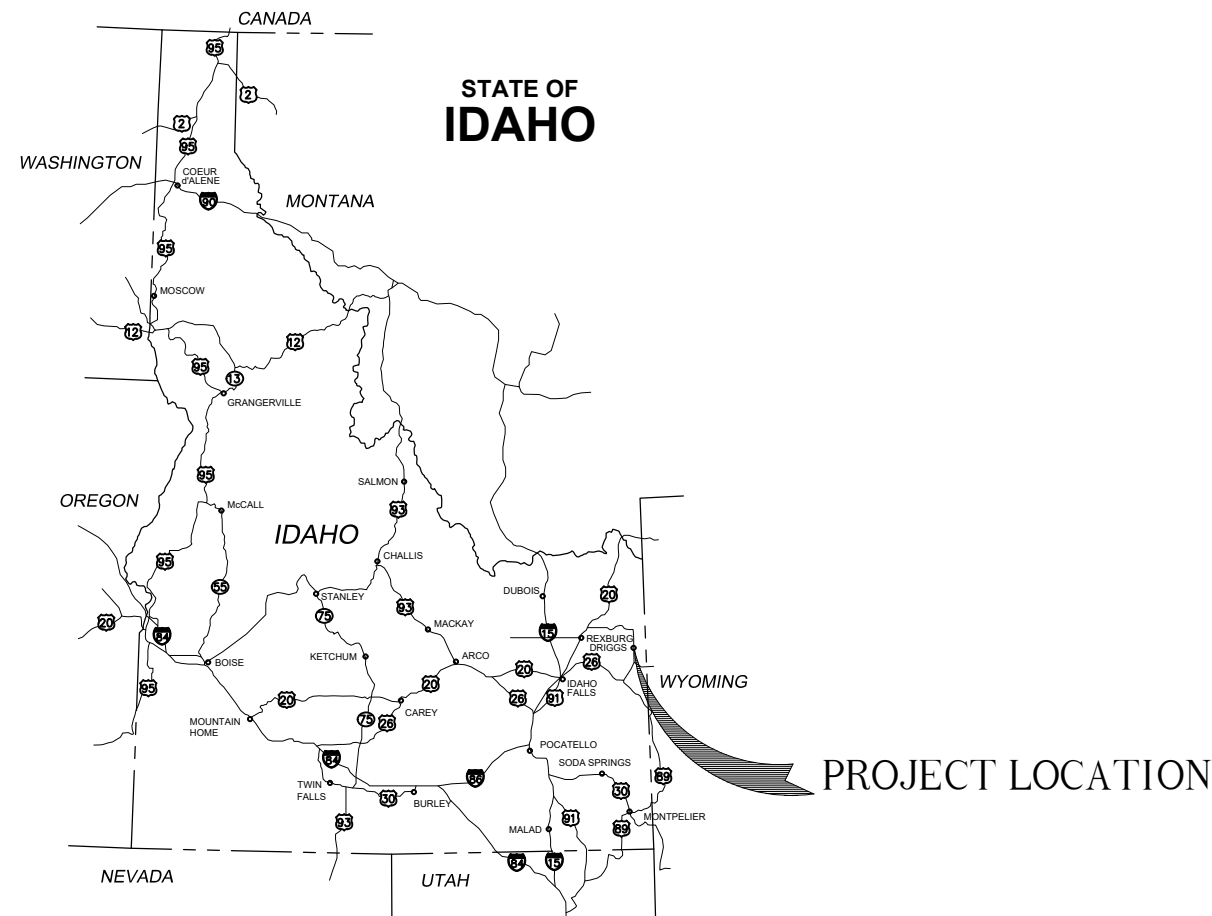 CANADA
95
STATE OF
IDAHO
2
2
95
WASHINGTON
COEUR
d'ALENE
90
MONTANA
95
MOSCOW
12
12
95
13
GRANGERVILLE
95
SALMON
OREGON
McCALL
93
IDAHO
CHALLIS
95
55
STANLEY
75
93
DUBOIS
20
20
84
MACKAY
15
REXBURG
DRIGGS
BOISE
KETCHUM
ARCO
20
26
95
20
20
IDAHO
FALLS
WYOMING
26
91
MOUNTAIN
HOME
75
26
CAREY
POCATELLO
84
SODA SPRINGS
86
89
PROJECT LOCATION
TWIN
FALLS
30
BURLEY
30
93
91
MONTPELIER
MALAD
89
84
15
NEVADA
UTAH